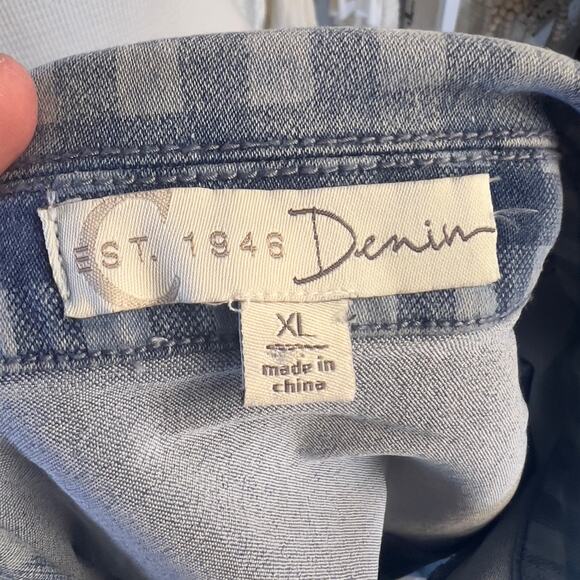 C EST. 1946 Denim
XL
made in
china